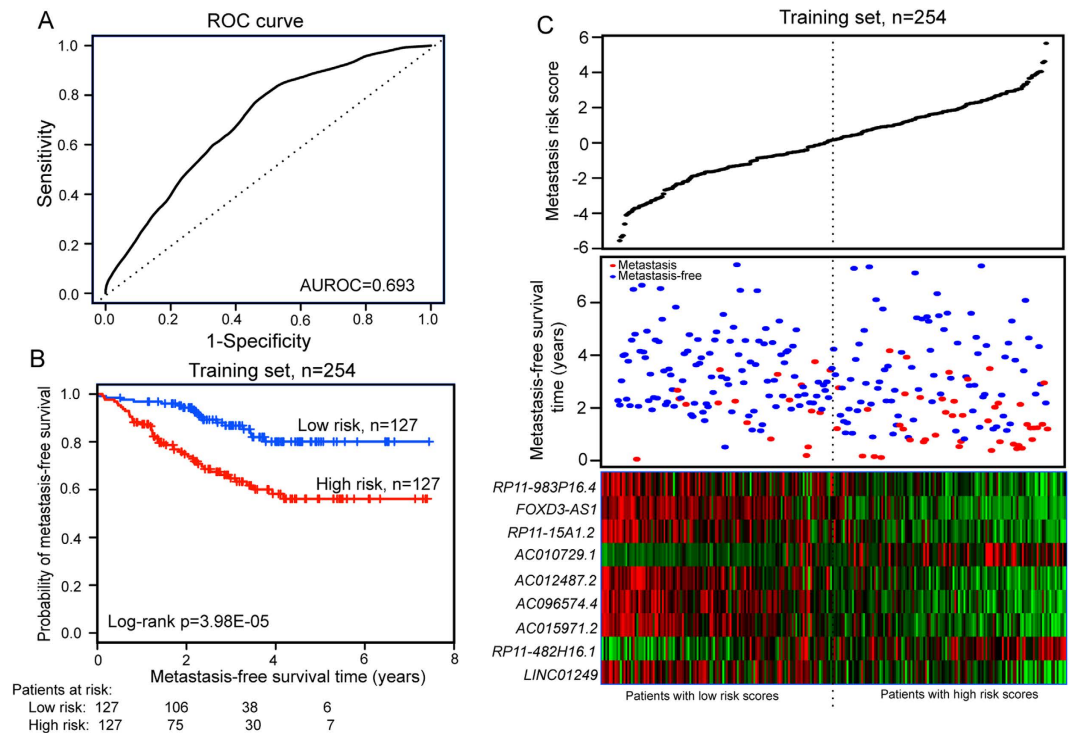 A
ROC curve
1.0
0.8
0.6
0.4
0.2
0.0
Sensitivity
AUROC=0.693
0.0 0.2 0.4 0.6 0.8 1.0
1-Specificity
B
Training set, n=254
1.0
0.8
0.6
0.4
0.2
0.0
Probability of metastasis-free survival
Low risk, n=127
High risk, n=127
Log-rank p=3.98E-05
0 2 4 6 8
Metastasis-free survival time (years)
Patients at risk:
Low risk: 127 106 38 6
High risk: 127 75 30 7
C
Training set, n=254
6
4
2
0
-2
-4
-6
Metastasis risk score
Metastasis
Metastasis-free
6
4
2
0
Metastasis-free survival
time (years)
RP11-983P16.4
FOXD3-AS1
RP11-15A1.2
AC010729.1
AC012487.2
AC096574.4
AC015971.2
RP11-482H16.1
LINC01249
Patients with low risk scores
Patients with high risk scores